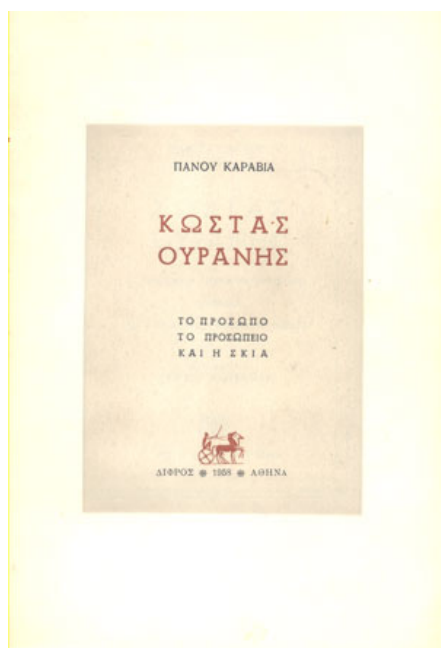 ΠΑΝΟΥ ΚΑΡΑΒΙΑ
ΚΩΣΤΑΣ
ΟΥΡΑΝΗΣ
ΤΟ ΠΡΟΣΩΠΟ
ΤΟ ΠΡΟΣΩΠΕΙΟ
ΚΑΙ Η ΣΚΙΑ
ΔΙΦΡΟΣ ❋ 1958 ❋ ΑΘΗΝΑ